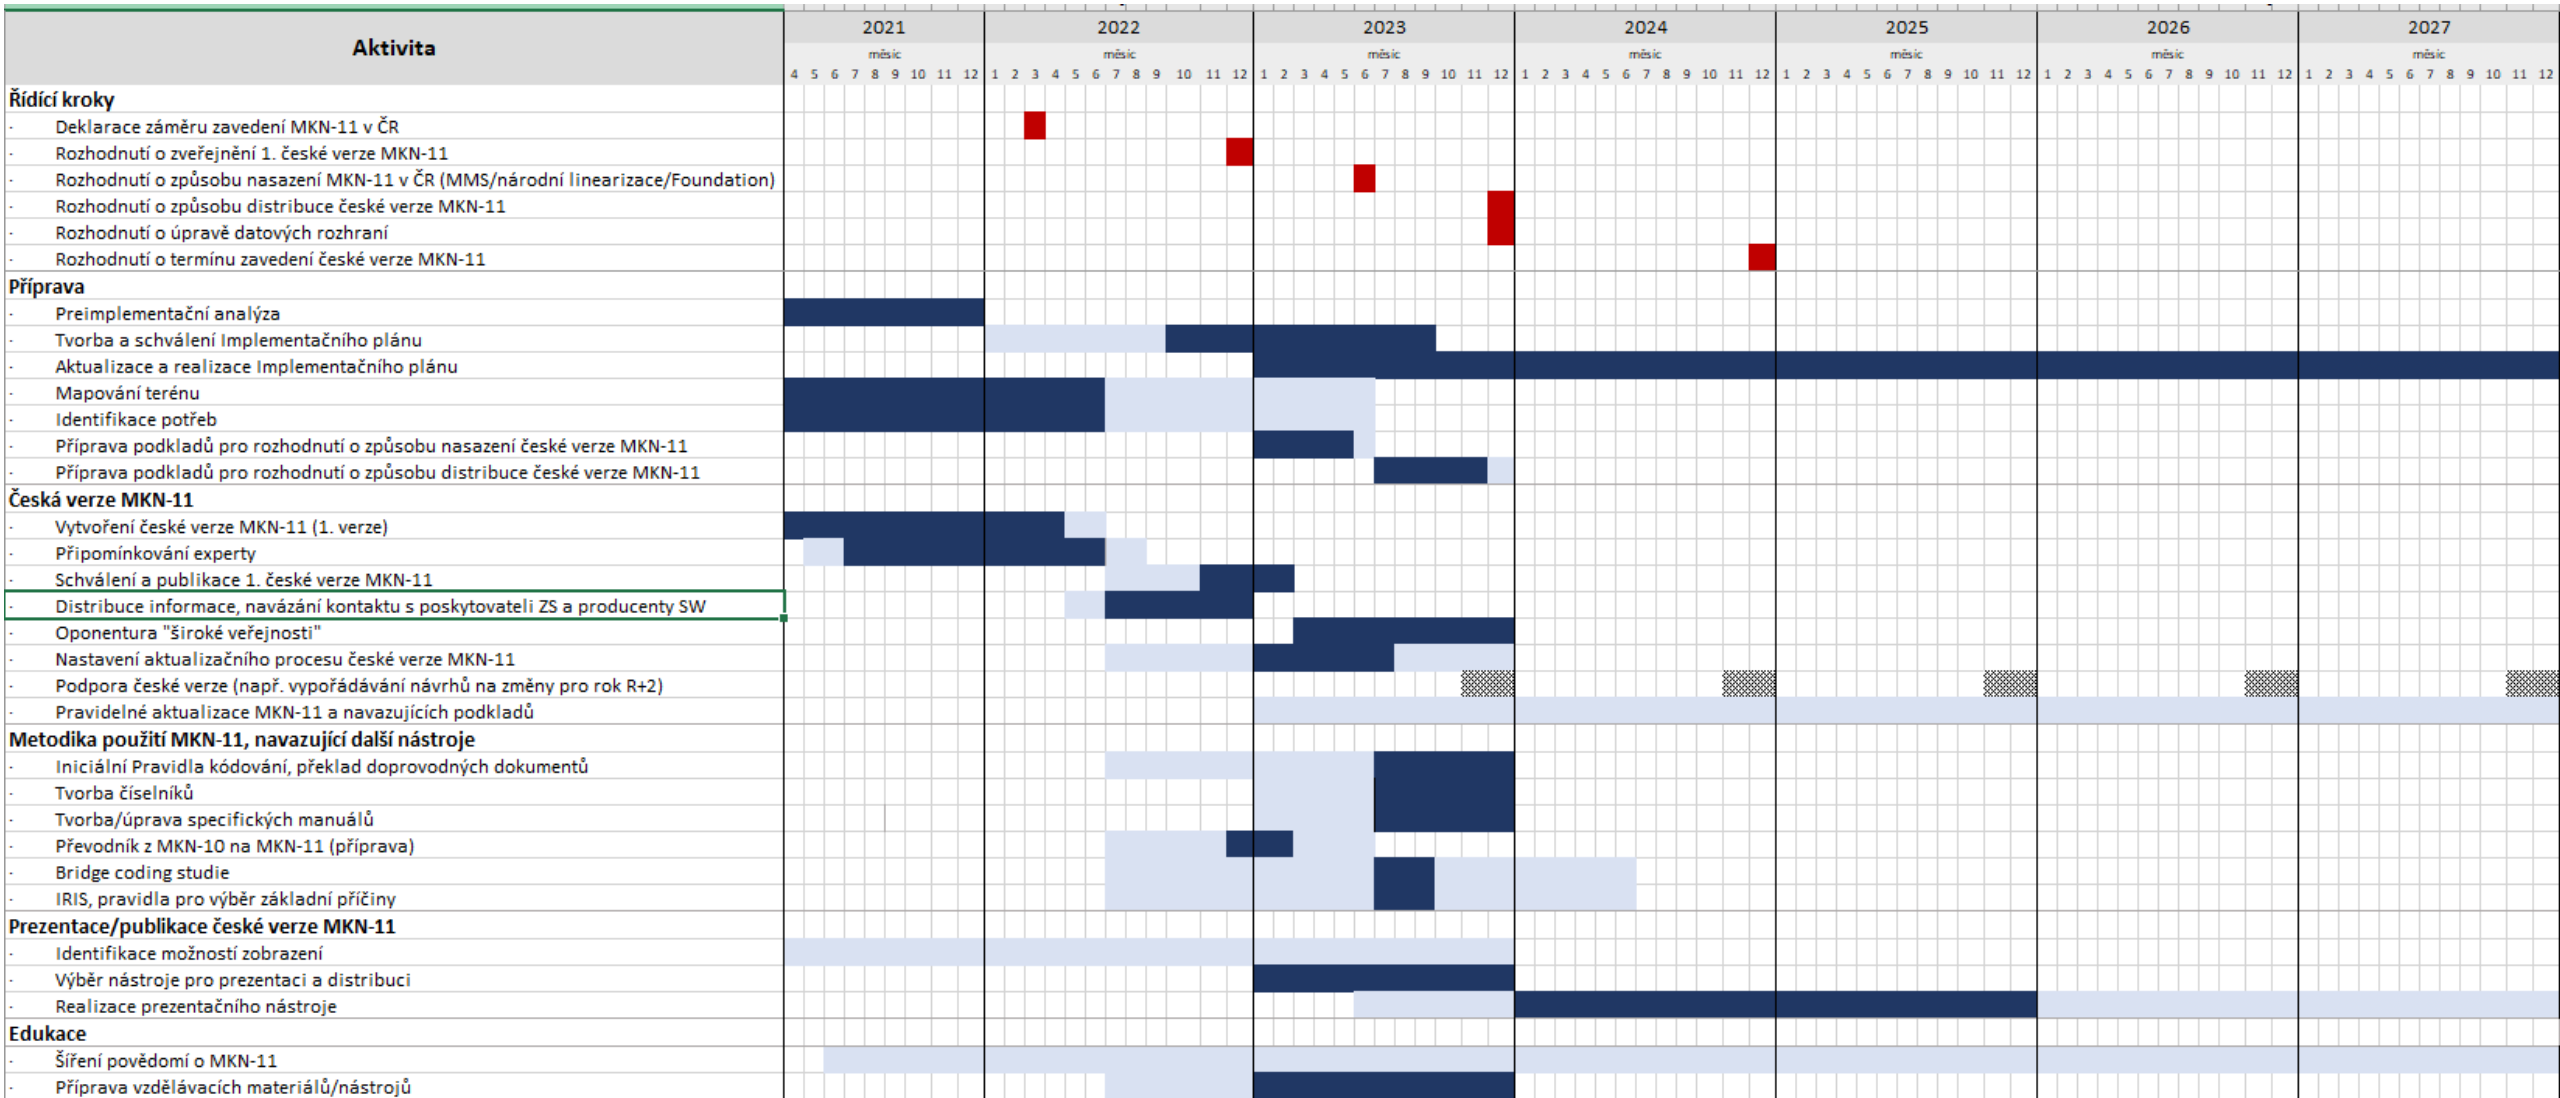 Aktivita
2021 2022 2023 2024 2025 2026 2027
měsíc měsíc měsíc měsíc měsíc měsíc měsíc
4 5 6 7 8 9 10 11 12 1 2 3 4 5 6 7 8 9 10 11 12 1 2 3 4 5 6 7 8 9 10 11 12 1 2 3 4 5 6 7 8 9 10 11 12 1 2 3 4 5 6 7 8 9 10 11 12 1 2 3 4 5 6 7 8 9 10 11 12 1 2 3 4 5 6 7 8 9 10 11 12
Řídící kroky
· Deklarace záměru zavedení MKN-11 v ČR
· Rozhodnutí o zveřejnění 1. české verze MKN-11
· Rozhodnutí o způsobu nasazení MKN-11 v ČR (MMS/národní linearizace/Foundation)
· Rozhodnutí o způsobu distribuce české verze MKN-11
· Rozhodnutí o úpravě datových rozhraní
· Rozhodnutí o termínu zavedení české verze MKN-11
Příprava
· Preimplementační analýza
· Tvorba a schválení Implementačního plánu
· Aktualizace a realizace Implementačního plánu
· Mapování terénu
· Identifikace potřeb
· Příprava podkladů pro rozhodnutí o způsobu nasazení české verze MKN-11
· Příprava podkladů pro rozhodnutí o způsobu distribuce české verze MKN-11
Česká verze MKN-11
· Vytvoření české verze MKN-11 (1. verze)
· Připomínkování experty
· Schválení a publikace 1. české verze MKN-11
· Distribuce informace, navázání kontaktu s poskytovateli ZS a producenty SW
· Oponentura "široké veřejnosti"
· Nastavení aktualizačního procesu české verze MKN-11
· Podpora české verze (např. vypořádávání návrhů na změny pro rok R+2)
· Pravidelné aktualizace MKN-11 a navazujících podkladů
Metodika použití MKN-11, navazující další nástroje
· Iniciální Pravidla kódování, překlad doprovodných dokumentů
· Tvorba číselníků
· Tvorba/úprava specifických manuálů
· Převodník z MKN-10 na MKN-11 (příprava)
· Bridge coding studie
· IRIS, pravidla pro výběr základní příčiny
Prezentace/publikace české verze MKN-11
· Identifikace možností zobrazení
· Výběr nástroje pro prezentaci a distribuci
· Realizace prezentačního nástroje
Edukace
· Šíření povědomí o MKN-11
· Příprava vzdělávacích materiálů/nástrojů